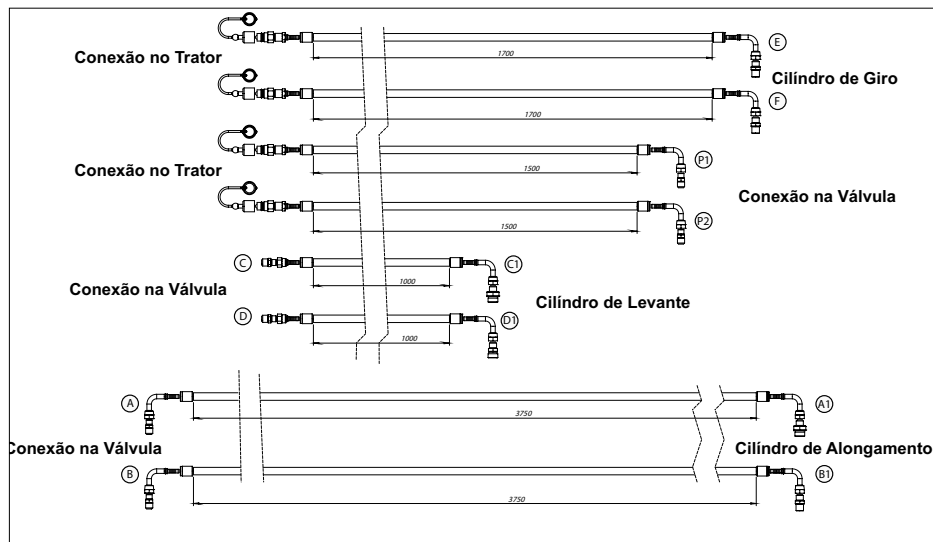 Conexão no Trator
1700
E
Cilíndro de Giro
1700
F
Conexão no Trator
1500
P1
Conexão na Válvula
1500
P2
C
1000
C1
Conexão na Válvula
Cilíndro de Levante
D
1000
D1
A
3750
A1
Conexão na Válvula
Cilíndro de Alongamento
B
3750
B1